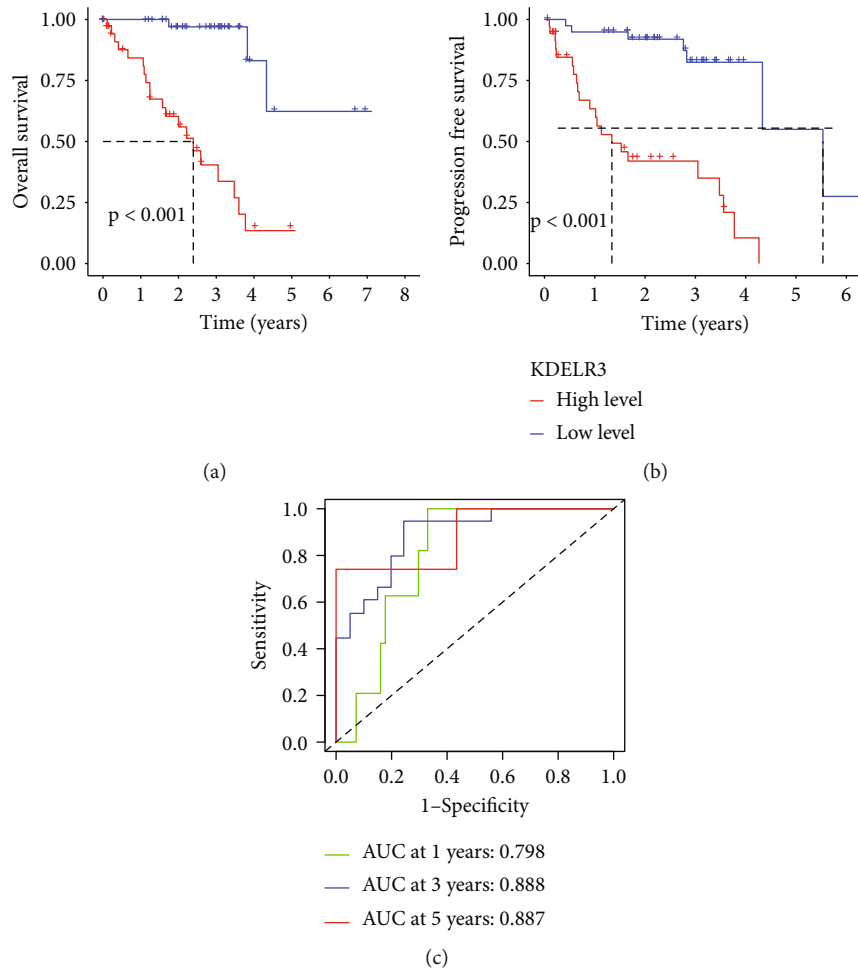 Overall survival
1.00
0.75
0.50
0.25
0.00
p < 0.001
0 1 2 3 4 5 6 7 8
Time (years)
(a)
Progression free survival
1.00
0.75
0.50
0.25
0.00
p < 0.001
0 1 2 3 4 5 6
Time (years)
KDELR3
High level
Low level
(b)
Sensitivity
1.0
0.8
0.6
0.4
0.2
0.0
0.0 0.2 0.4 0.6 0.8 1.0
1–Specificity
AUC at 1 years: 0.798
AUC at 3 years: 0.888
AUC at 5 years: 0.887
(c)